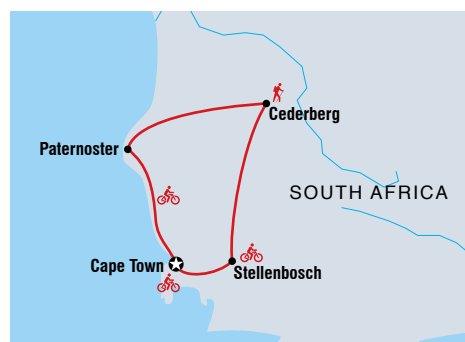 Cederberg
Paternoster
SOUTH AFRICA
Cape Town
Stellenbosch